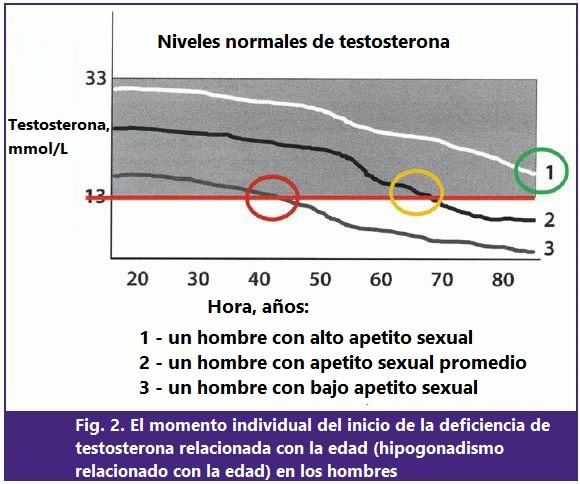 Niveles normales de testosterona
33
Testosterona,
mmol/L
13
1
2
3
20 30 40 50 60 70 80
Hora, años:
1 - un hombre con alto apetito sexual
2 - un hombre con apetito sexual promedio
3 - un hombre con bajo apetito sexual
Fig. 2. El momento individual del inicio de la deficiencia de
testosterona relacionada con la edad (hipogonadismo
relacionado con la edad) en los hombres